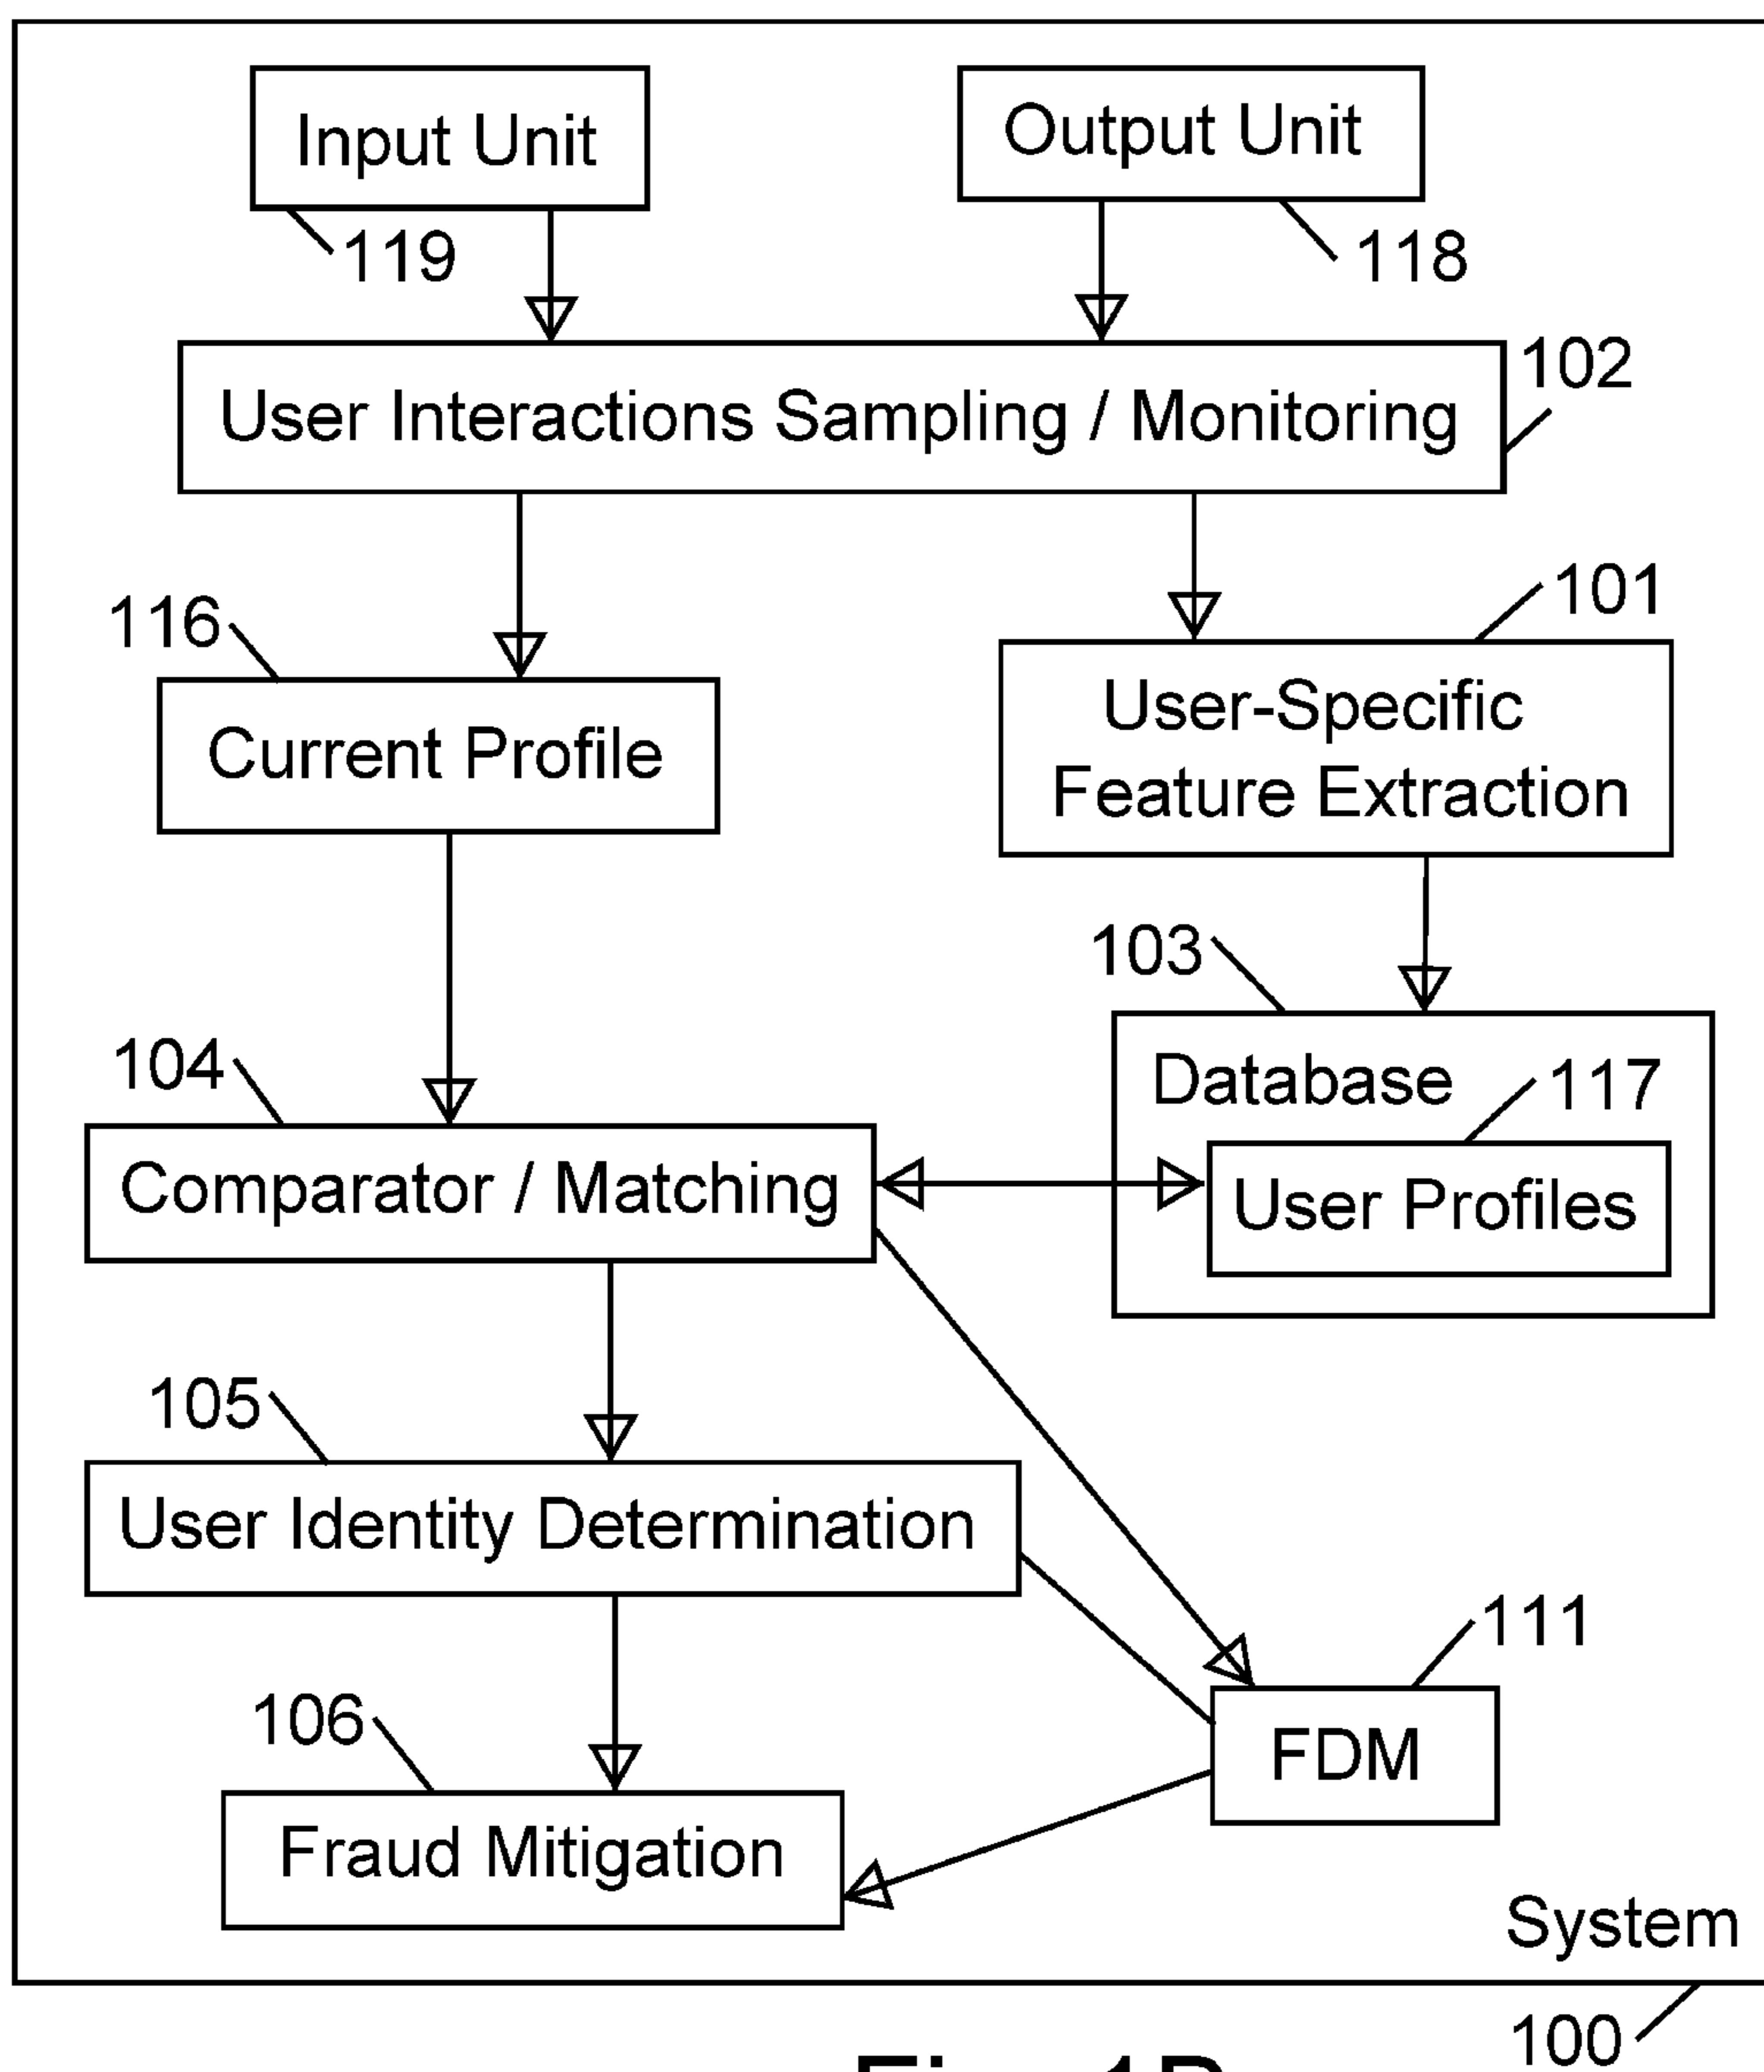 Input Unit
Output Unit
119
118
102
User Interactions Sampling / Monitoring
101
116
User-Specific
Feature Extraction
Current Profile
103
104
Database
117
Comparator / Matching
User Profiles
105
User Identity Determination
111
106
FDM
Fraud Mitigation
System
100